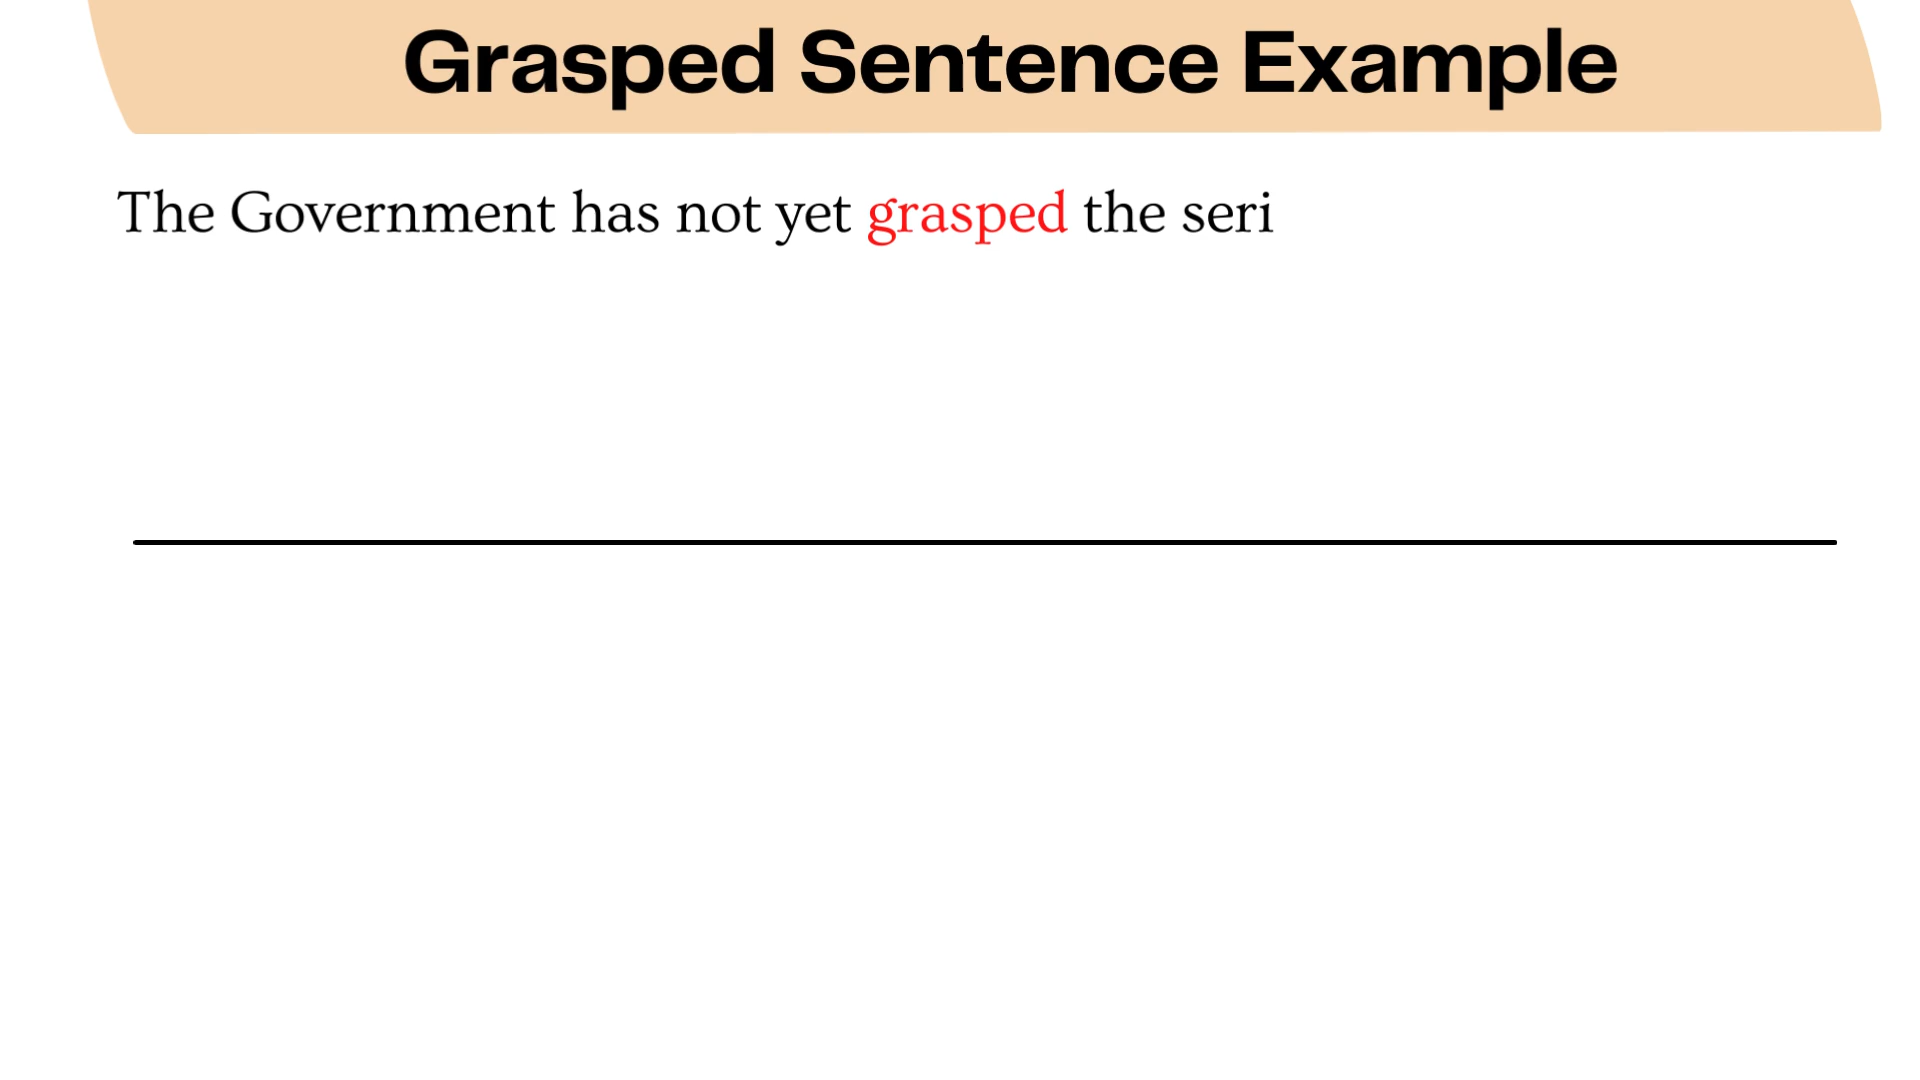 Grasped Sentence Example
The Government has not yet grasped the seri